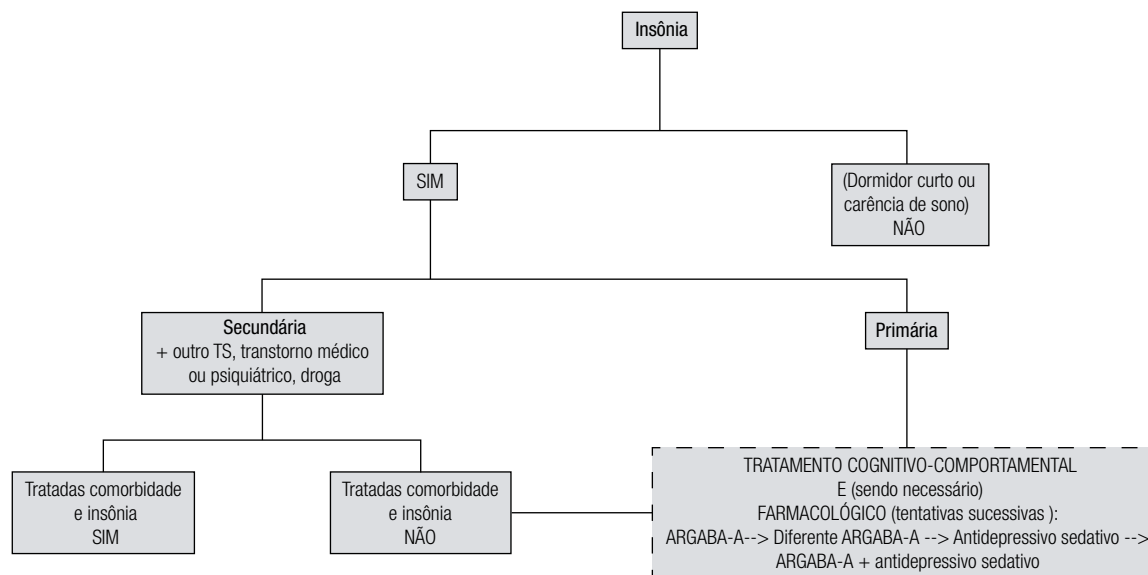 Insônia
SIM
(Dormidor curto ou
carência de sono)
NÃO
Secundária
+ outro TS, transtorno médico
ou psiquiátrico, droga
Primária
Tratadas comorbidade
e insônia
SIM
Tratadas comorbidade
e insônia
NÃO
TRATAMENTO COGNITIVO-COMPORTAMENTAL
E (sendo necessário)
FARMACOLÓGICO (tentativas sucessivas ):
ARGABA-A--> Diferente ARGABA-A --> Antidepressivo sedativo -->
ARGABA-A + antidepressivo sedativo